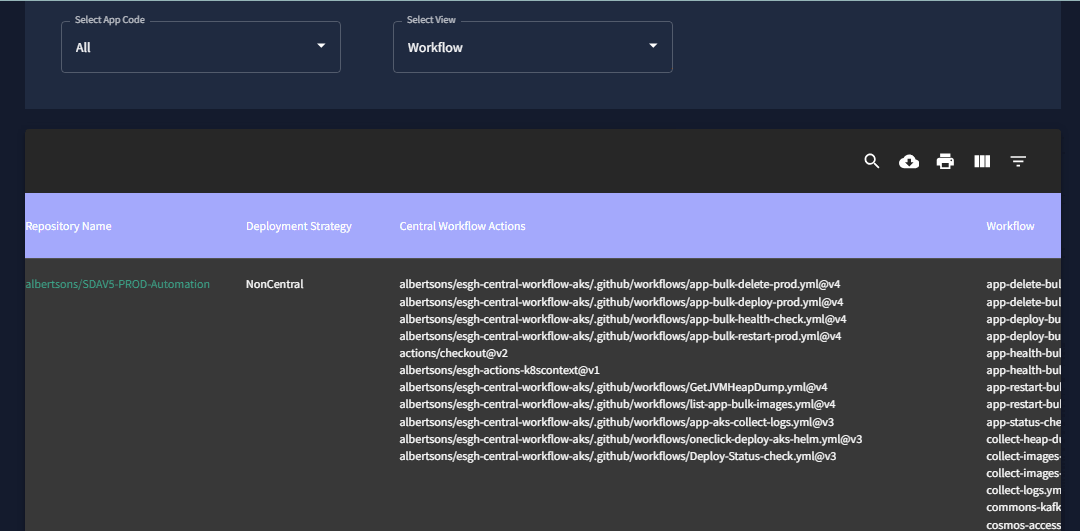 Select App Code
Select View
All
Workflow
Repository Name
Deployment Strategy
Central Workflow Actions
Workflow
albertsons/SDAV5-PROD-Automation
NonCentral
albertsons/esgh-central-workflow-aks/.github/workflows/app-bulk-delete-prod.yml@v4
albertsons/esgh-central-workflow-aks/.github/workflows/app-bulk-deploy-prod.yml@v4
albertsons/esgh-central-workflow-aks/.github/workflows/app-bulk-health-check.yml@v4
albertsons/esgh-central-workflow-aks/.github/workflows/app-bulk-restart-prod.yml@v4
actions/checkout@v2
albertsons/esgh-actions-k8scontext@v1
albertsons/esgh-central-workflow-aks/.github/workflows/GetJVMHeapDump.yml@v4
albertsons/esgh-central-workflow-aks/.github/workflows/list-app-bulk-images.yml@v4
albertsons/esgh-central-workflow-aks/.github/workflows/app-aks-collect-logs.yml@v3
albertsons/esgh-central-workflow-aks/.github/workflows/oneclick-deploy-aks-helm.yml@v3
albertsons/esgh-central-workflow-aks/.github/workflows/Deploy-Status-check.yml@v3
app-delete-bul
app-delete-bul
app-deploy-bu
app-deploy-bu
app-health-bul
app-health-bul
app-restart-bul
app-restart-bul
app-status-che
collect-heap-du
collect-images-
collect-images-
collect-logs.ym
commons-kafk
cosmos-access